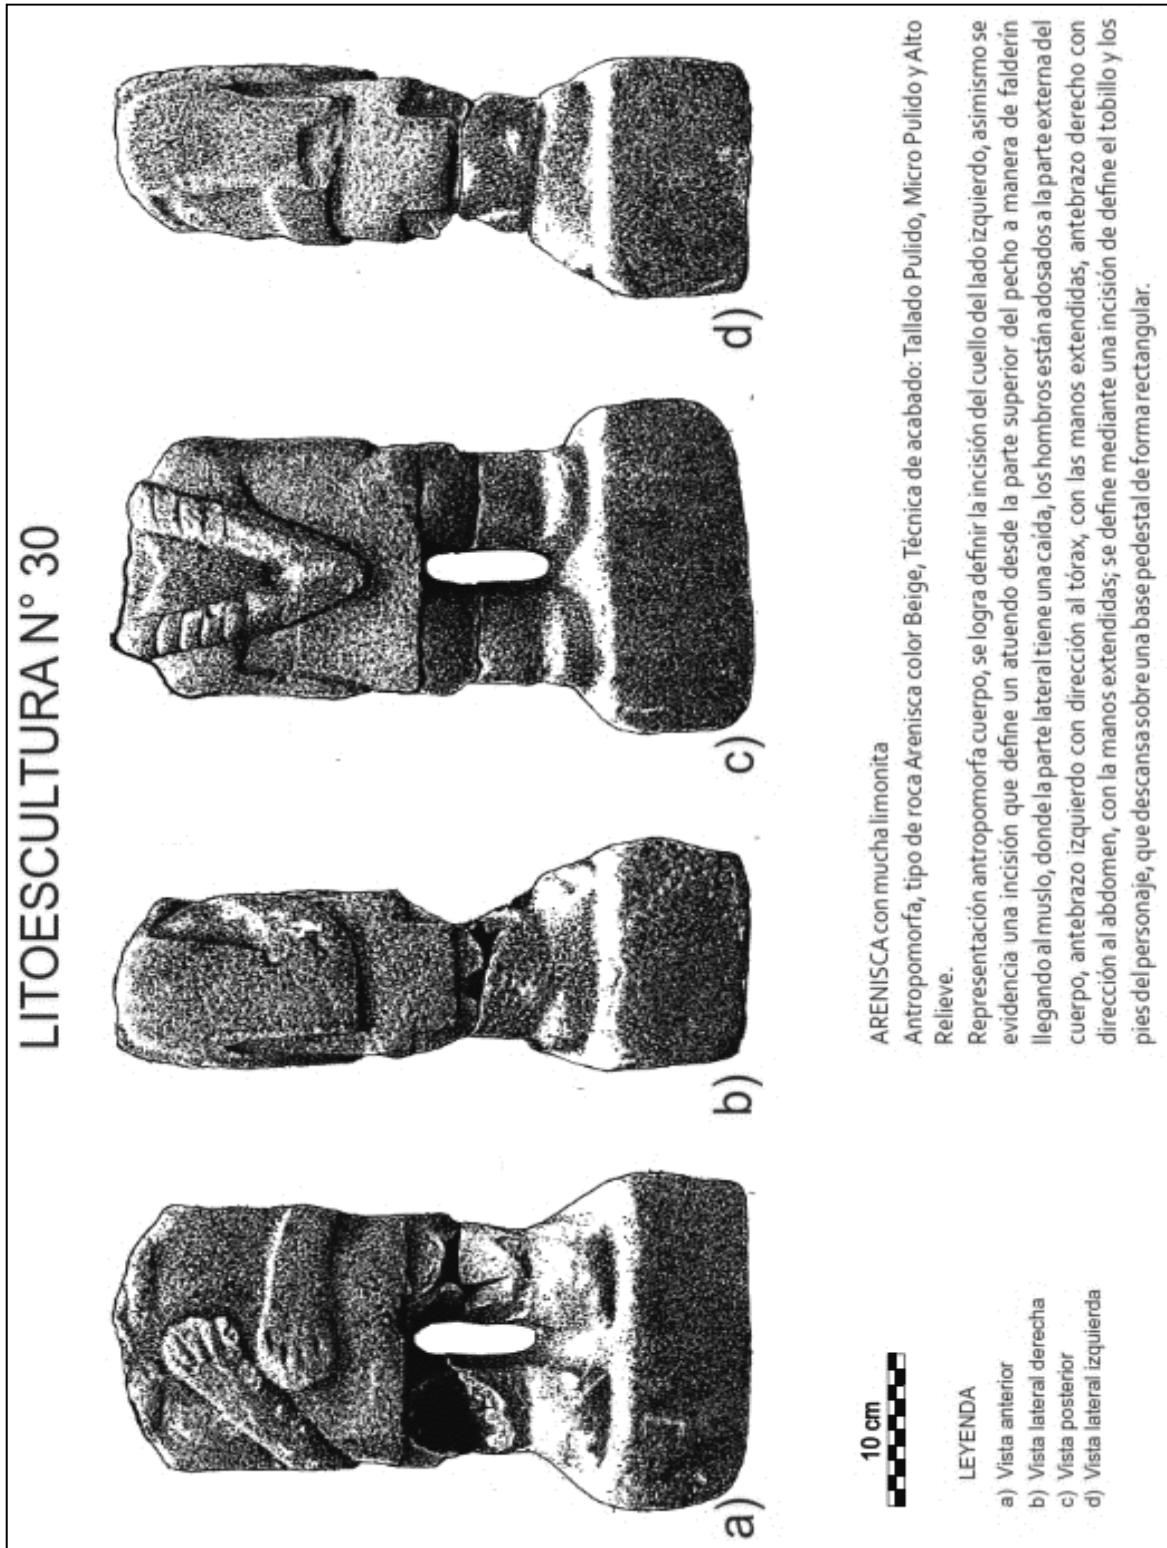 LITOESCULTURA N° 30
a)
b)
c)
d)
10 cm
LEYENDA
a) Vista anterior
b) Vista lateral derecha
c) Vista posterior
d) Vista lateral izquierda
ARENISCA con mucha limonita
Antropomorfa, tipo de roca Arenisca color Beige, Técnica de acabado: Tallado Pulido, Micro Pulido y Alto
Relieve.
Representación antropomorfa cuerpo, se logra definir la incisión del cuello del lado izquierdo, asimismo se
evidencia una incisión que define un atuendo desde la parte superior del pecho a manera de falderín
llegando al muslo, donde la parte lateral tiene una caída, los hombros están adosados a la parte externa del
cuerpo, antebrazo izquierdo con dirección al tórax, con las manos extendidas, antebrazo derecho con
dirección al abdomen, con la manos extendidas; se define mediante una incisión de define el tobillo y los
pies del personaje, que descansa sobre una base pedestal de forma rectangular.